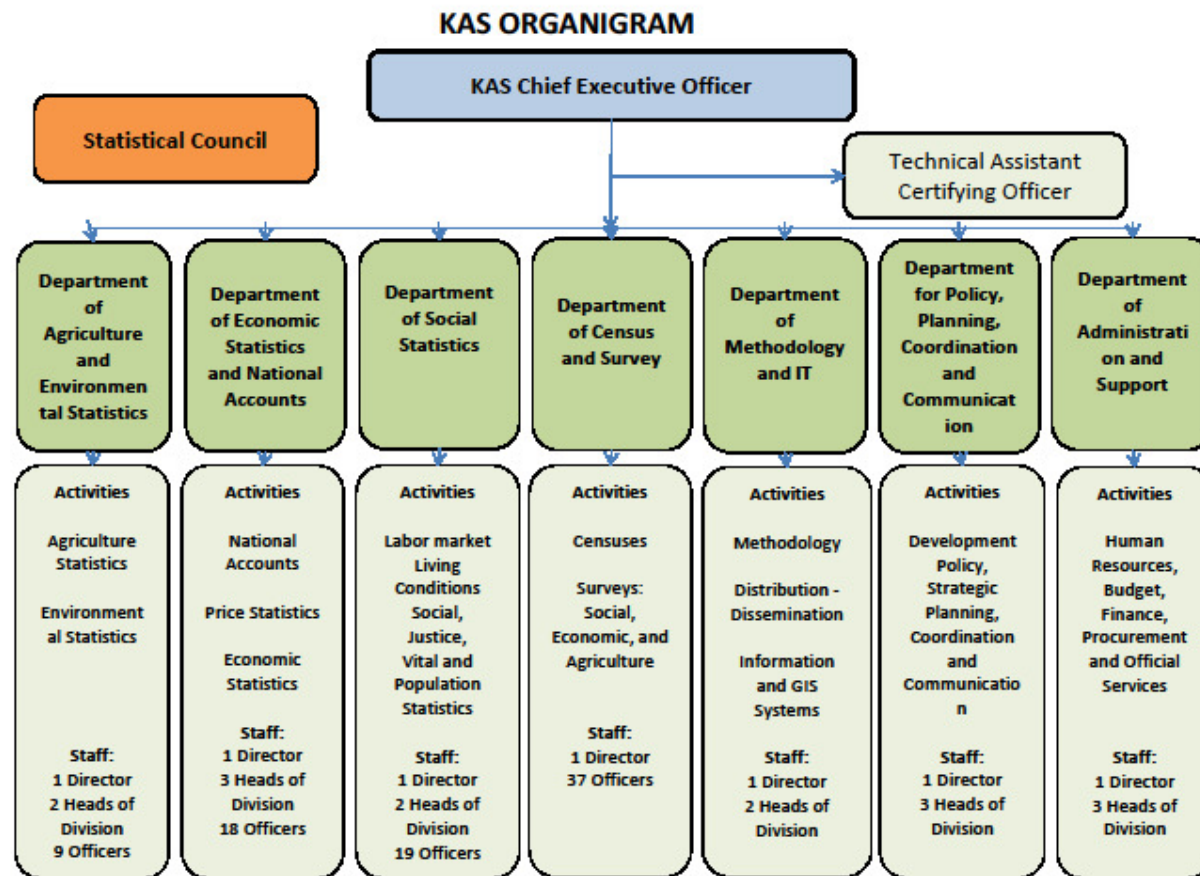 KAS ORGANIGRAM
KAS Chief Executive Officer
Statistical Council
Technical Assistant
Certifying Officer
Department
of
Agriculture
and
Environmen
tal Statistics
Department
of Economic
Statistics
and National
Accounts
Department
of Social
Statistics
Department
of Census
and Survey
Department
of
Methodology
and IT
Department
for Policy,
Planning,
Coordination
and
Communicat
ion
Department
of
Administrati
on and
Support
Activities
Agriculture
Statistics
Environment
al Statistics
Staff:
1 Director
2 Heads of
Division
9 Officers
Activities
National
Accounts
Price Statistics
Economic
Statistics
Staff:
1 Director
3 Heads of
Division
18 Officers
Activities
Labor market
Living
Conditions
Social,
Justice,
Vital and
Population
Statistics
Staff:
1 Director
2 Heads of
Division
19 Officers
Activities
Censuses
Surveys:
Social,
Economic, and
Agriculture
Staff:
1 Director
37 Officers
Activities
Methodology
Distribution -
Dissemination
Information
and GIS
Systems
Staff:
1 Director
2 Heads of
Division
Activities
Development
Policy,
Strategic
Planning,
Coordination
and
Communicatio
n
Staff:
1 Director
3 Heads of
Division
Activities
Human
Resources,
Budget,
Finance,
Procurement
and Official
Services
Staff:
1 Director
3 Heads of
Division